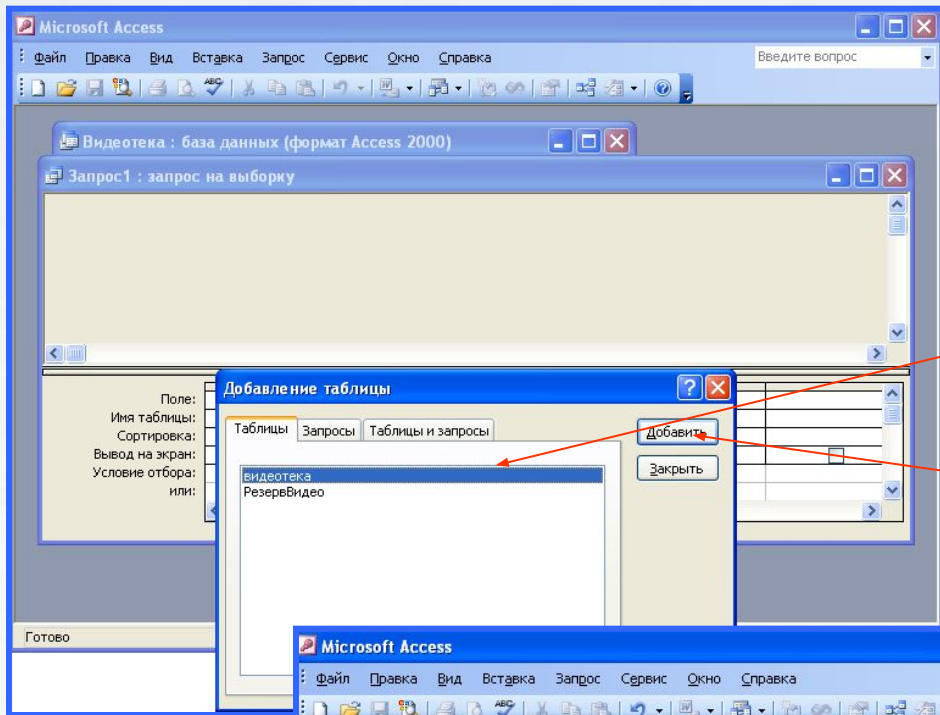 Microsoft Access
Файл Правка Вид Вставка Запрос Сервис Окно Справка
Введите вопрос
Видеотека : база данных (формат Access 2000)
Запрос1 : запрос на выборку
Поле:
Имя таблицы:
Сортировка:
Вывод на экран:
Условие отбора:
или:
Добавление таблицы
Таблицы Запросы Таблицы и запросы
Добавить
Закрыть
видеотека
РезервВидео
Готово
Microsoft Access
Файл Правка Вид Вставка Запрос Сервис Окно Справка